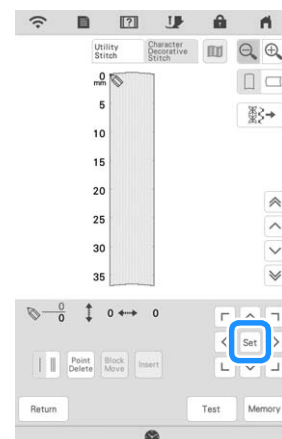 Utility
Stitch
Character
Decorative
Stitch
0
mm
5
10
15
20
25
30
35
0
0
0
0
Set
Point
Delete
Block
Move
Insert
Return
Test
Memory